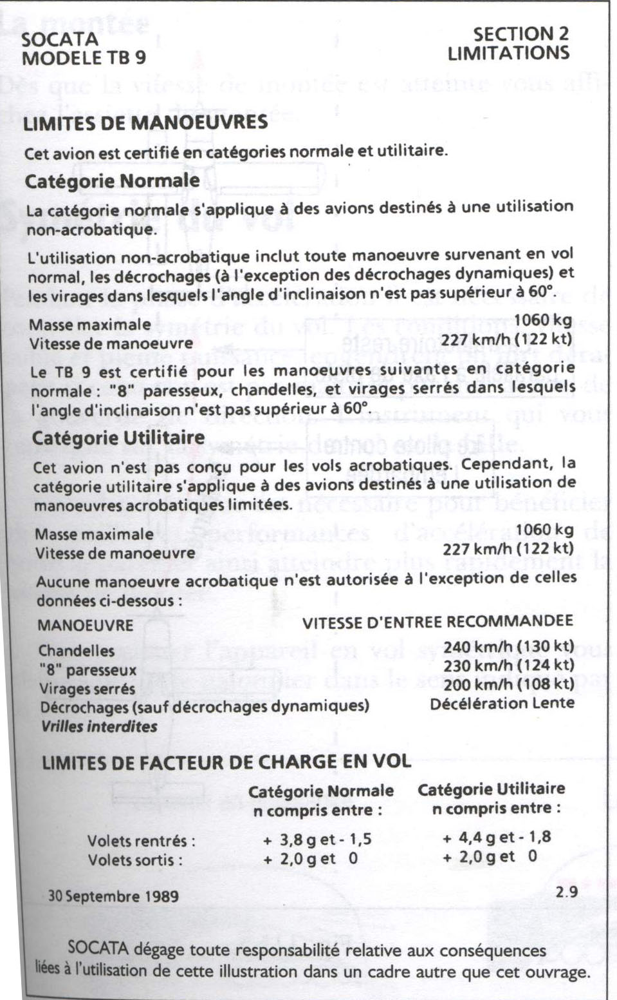 SOCATA
MODELE TB 9
SECTION 2
LIMITATIONS
LIMITES DE MANOEUVRES
Cet avion est certifié en catégories normale et utilitaire.
Catégorie Normale
La catégorie normale s'applique à des avions destinés à une utilisation
non-acrobatique.
L'utilisation non-acrobatique inclut toute manoeuvre survenant en vol
normal, les décrochages (à l'exception des décrochages dynamiques) et
les virages dans lesquels l'angle d'inclinaison n'est pas supérieur à 60°.
Masse maximale 1060 kg
Vitesse de manoeuvre 227 km/h (122 kt)
Le TB 9 est certifié pour les manoeuvres suivantes en catégorie
normale : "8" paresseux, chandelles, et virages serrés dans lesquels
l'angle d'inclinaison n'est pas supérieur à 60°.
Catégorie Utilitaire
Cet avion n'est pas conçu pour les vols acrobatiques. Cependant, la
catégorie utilitaire s'applique à des avions destinés à une utilisation de
manoeuvres acrobatiques limitées.
Masse maximale 1060 kg
Vitesse de manoeuvre 227 km/h (122 kt)
Aucune manoeuvre acrobatique n'est autorisée à l'exception de celles
données ci-dessous :
MANOEUVRE VITESSE D'ENTREE RECOMMANDEE
Chandelles 240 km/h (130 kt)
"8" paresseux 230 km/h (124 kt)
Virages serrés 200 km/h (108 kt)
Décrochages (sauf décrochages dynamiques) Décélération Lente
Vrilles interdites
LIMITES DE FACTEUR DE CHARGE EN VOL
Catégorie Normale Catégorie Utilitaire
n compris entre : n compris entre :
Volets rentrés : + 3,8 g et - 1,5 + 4,4 g et - 1,8
Volets sortis : + 2,0 g et 0 + 2,0 g et 0
30 Septembre 1989 2.9
SOCATA dégage toute responsabilité relative aux conséquences
liées à l'utilisation de cette illustration dans un cadre autre que cet ouvrage.